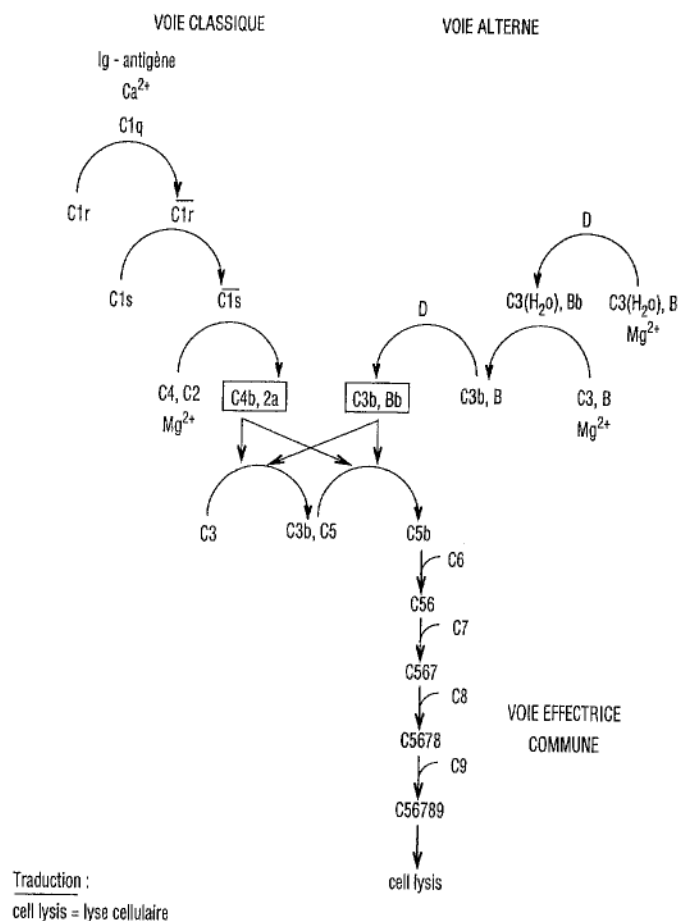 VOIE CLASSIQUE
VOIE ALTERNE
Ig - antigène
Ca2+
C1q
C1r
C1r
C1s
C1s
D
C3(H2o), Bb
C3(H2o), B
Mg2+
D
C4, C2
Mg2+
C4b, 2a
C3b, Bb
C3b, B
C3, B
Mg2+
C3
C3b, C5
C5b
C6
C56
C7
C567
C8
C5678
C9
C56789
cell lysis
VOIE EFFECTRICE
COMMUNE
Traduction :
cell lysis = lyse cellulaire